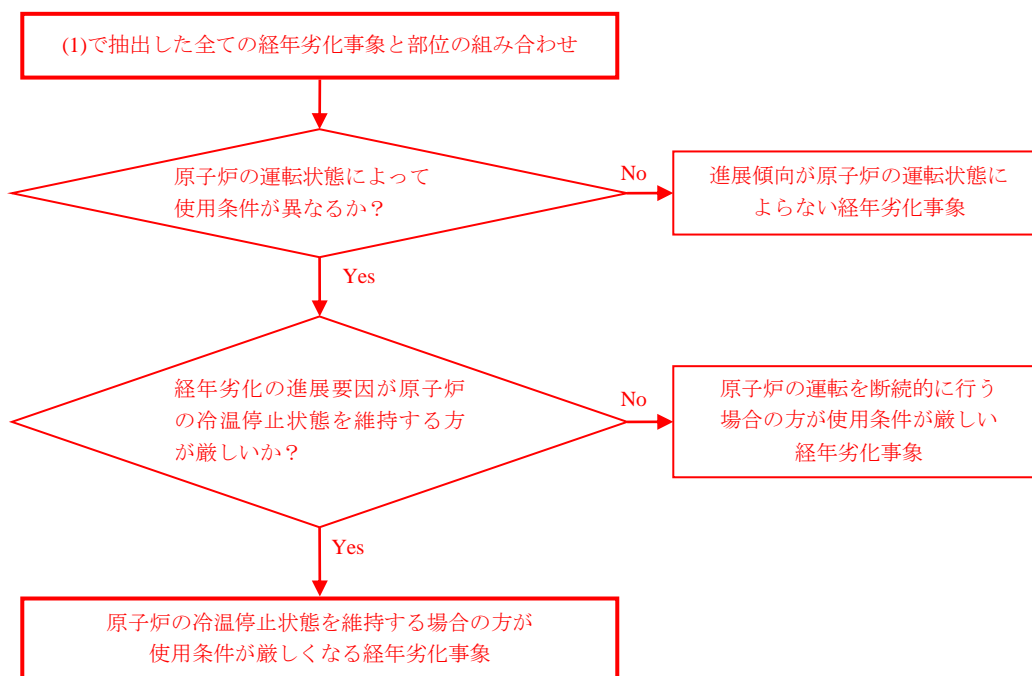 (1)で抽出した全ての経年劣化事象と部位の組み合わせ
原子炉の運転状態によって
使用条件が異なるか？
No
進展傾向が原子炉の運転状態に
よらない経年劣化事象
Yes
経年劣化の進展要因が原子炉
の冷温停止状態を維持する方
が厳しいか？
No
原子炉の運転を断続的に行う
場合の方が使用条件が厳しい
経年劣化事象
Yes
原子炉の冷温停止状態を維持する場合の方が
使用条件が厳しくなる経年劣化事象